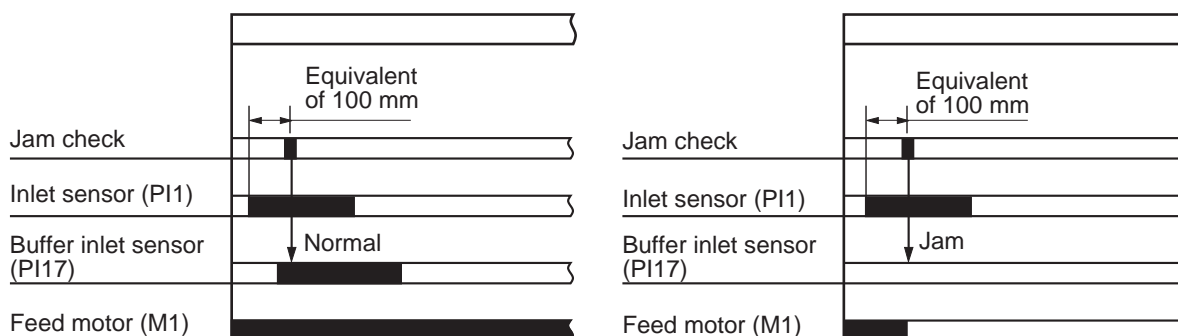 Equivalent
of 100 mm
Jam check
Inlet sensor (PI1)
Normal
Buffer inlet sensor
(PI17)
Feed motor (M1)
Equivalent
of 100 mm
Jam check
Inlet sensor (PI1)
Jam
Buffer inlet sensor
(PI17)
Feed motor (M1)